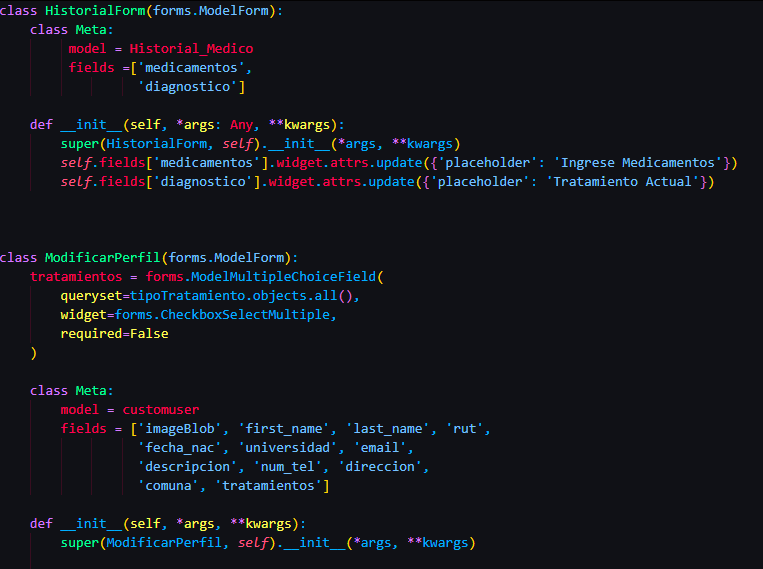 class HistorialForm(forms.ModelForm):
    class Meta:
         model = Historial_Medico
         fields =['medicamentos',
                  'diagnostico']

    def __init__(self, *args: Any, **kwargs):
        super(HistorialForm, self).__init__(*args, **kwargs)
        self.fields['medicamentos'].widget.attrs.update({'placeholder': 'Ingrese Medicamentos'})
        self.fields['diagnostico'].widget.attrs.update({'placeholder': 'Tratamiento Actual'})

class ModificarPerfil(forms.ModelForm):
    tratamientos = forms.ModelMultipleChoiceField(
        queryset=tipoTratamiento.objects.all(),
        widget=forms.CheckboxSelectMultiple,
        required=False
    )

    class Meta:
        model = customuser
        fields = ['imageBlob', 'first_name', 'last_name', 'rut',
                  'fecha_nac', 'universidad', 'email',
                  'descripcion', 'num_tel', 'direccion',
                  'comuna', 'tratamientos']

    def __init__(self, *args, **kwargs):
        super(ModificarPerfil, self).__init__(*args, **kwargs)